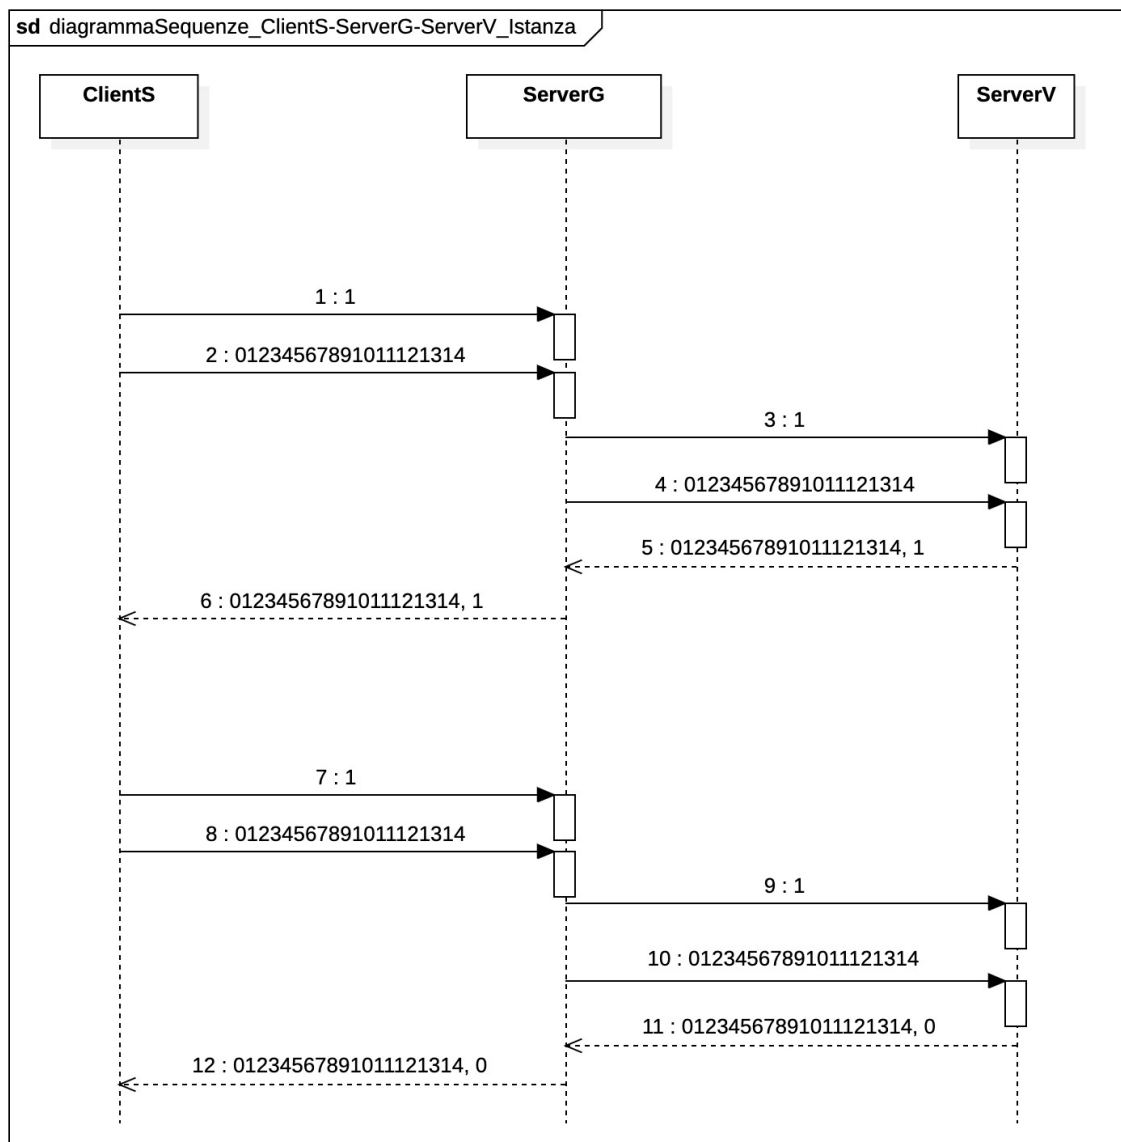 sd diagrammaSequenze_ClientS-ServerG-ServerV_Istanza
ClientS
ServerG
ServerV
1 : 1
2 : 01234567891011121314
3 : 1
4 : 01234567891011121314
5 : 01234567891011121314, 1
6 : 01234567891011121314, 1
7 : 1
8 : 01234567891011121314
9 : 1
10 : 01234567891011121314
11 : 01234567891011121314, 0
12 : 01234567891011121314, 0